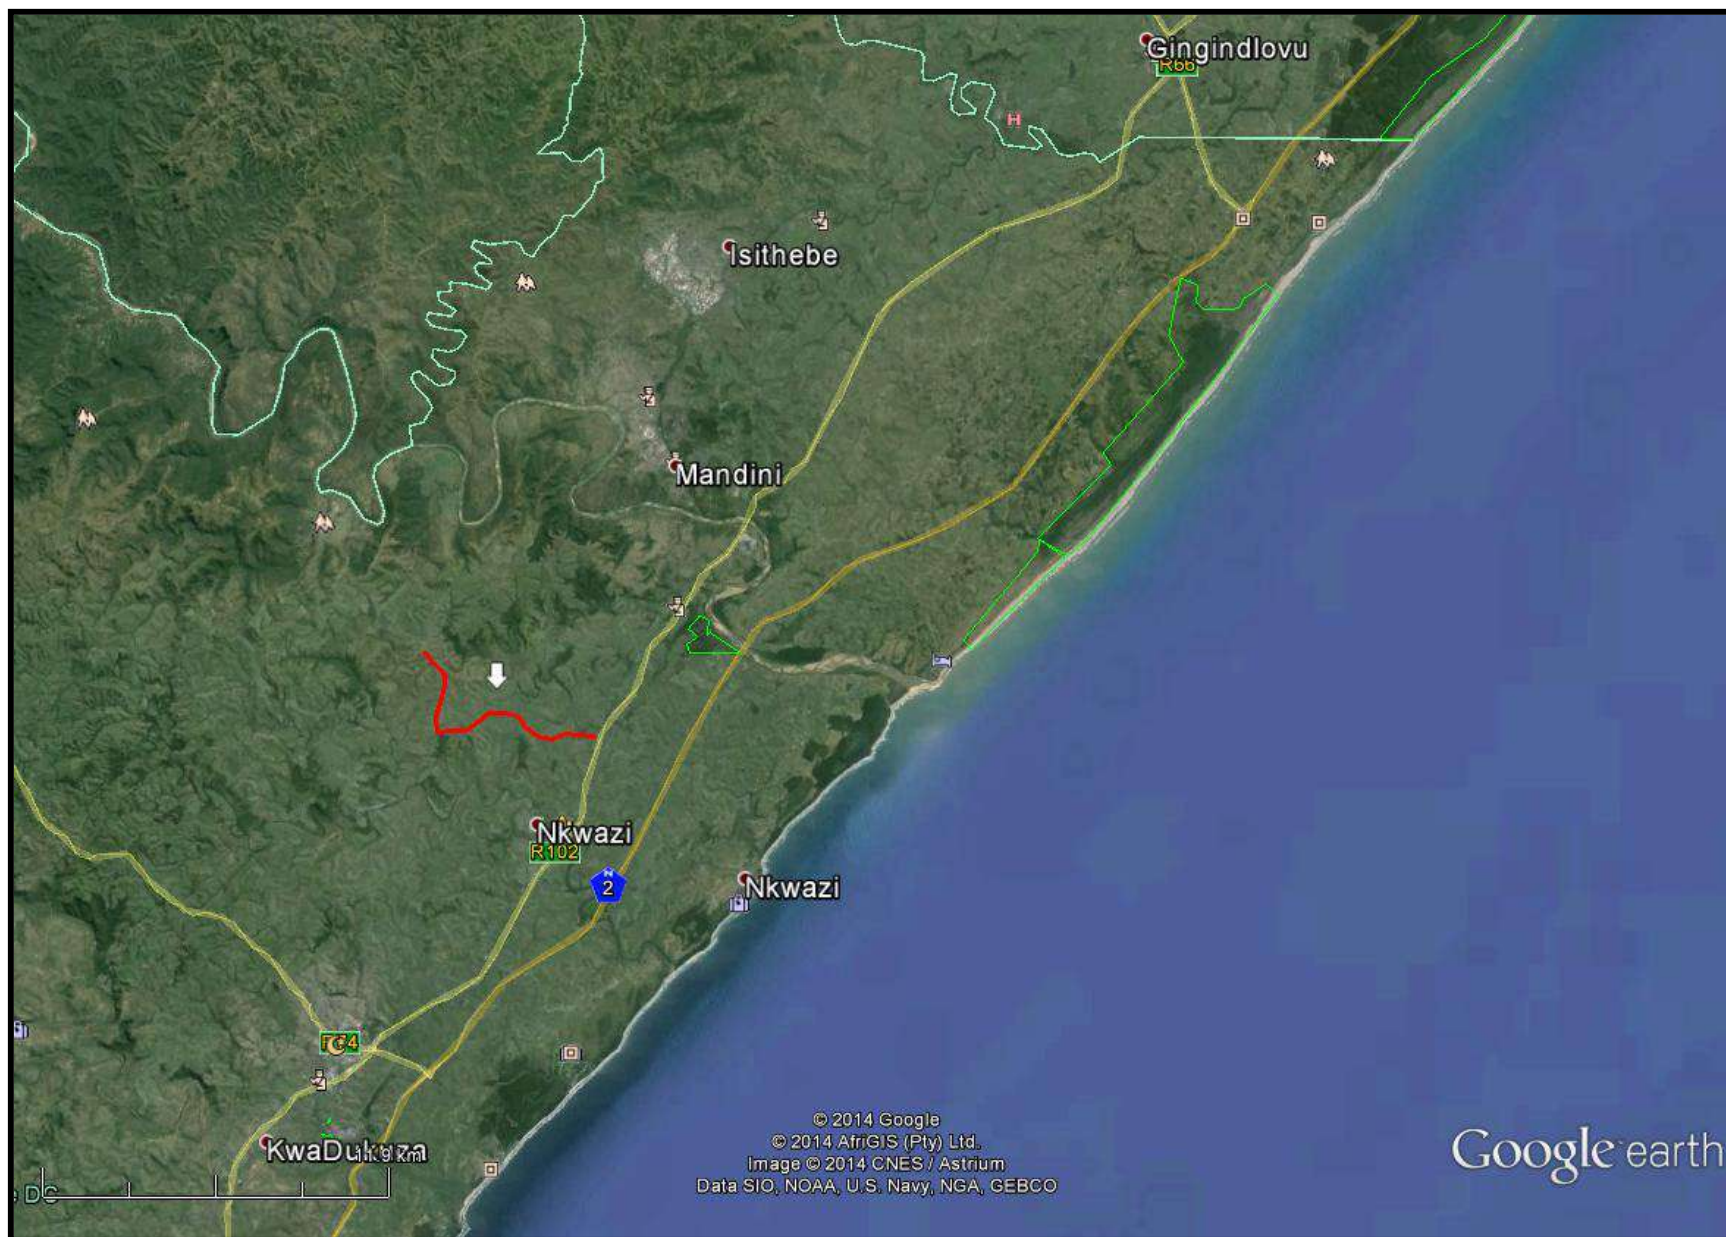 Gingindlovu
R66
H
Isithebe
Mandini
Nkwazi
R102
N
2
Nkwazi
KwaDukuza
© 2014 Google
© 2014 AfriGIS (Pty) Ltd.
Image © 2014 CNES / Astrium
Data SIO, NOAA, U.S. Navy, NGA, GEBCO
Google earth